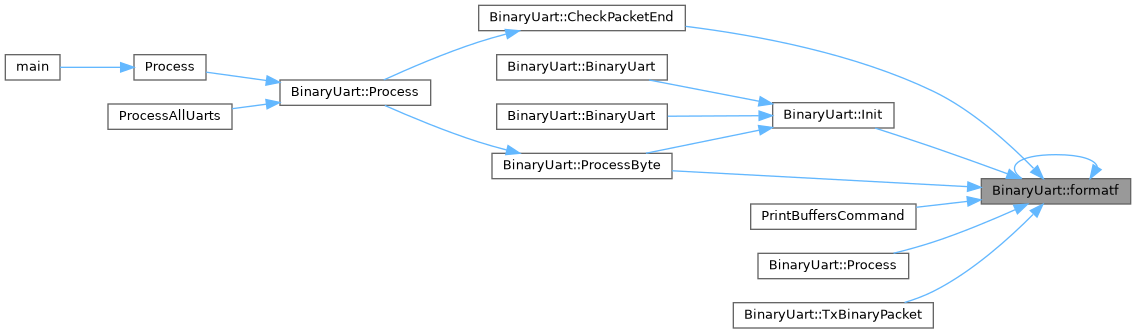 BinaryUart::CheckPacketEnd
main
Process
BinaryUart::BinaryUart
BinaryUart::Process
ProcessAllUarts
BinaryUart::BinaryUart
BinaryUart::Init
BinaryUart::ProcessByte
BinaryUart::formatf
PrintBuffersCommand
BinaryUart::Process
BinaryUart::TxBinaryPacket